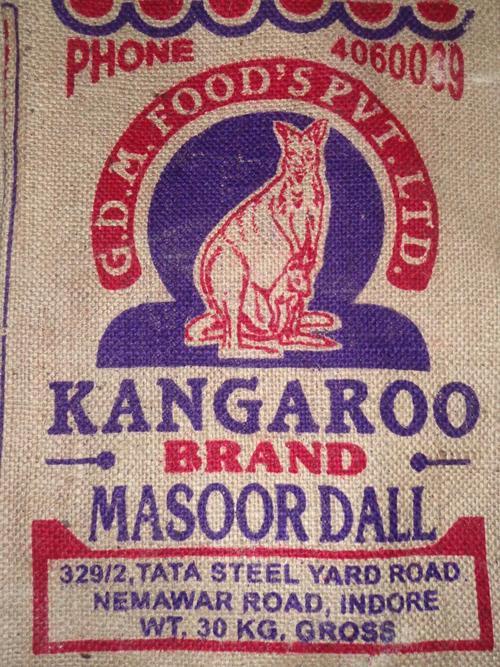 PHONE 4060039
G.D.M. FOOD'S PVT. LTD.
KANGAROO
BRAND
MASOOR DALL
329/2, TATA STEEL YARD ROAD
NEMAWAR ROAD, INDORE
WT. 30 KG. GROSS